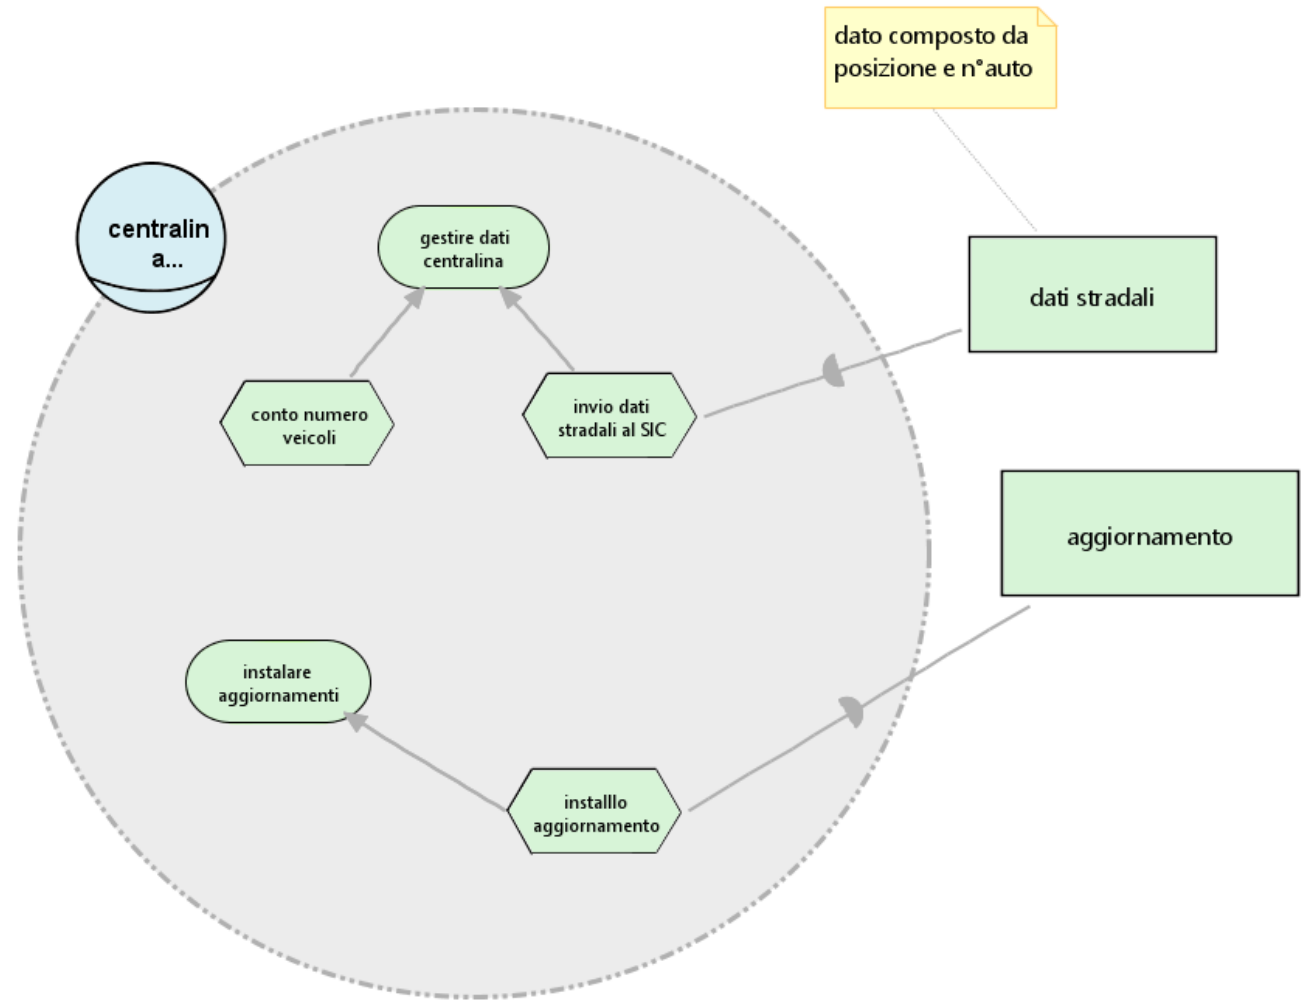 dato composto da
posizione e n°auto
centralin
a...
gestire dati
centralina
dati stradali
conto numero
veicoli
invio dati
stradali al SIC
aggiornamento
instalare
aggiornamenti
installlo
aggiornamento